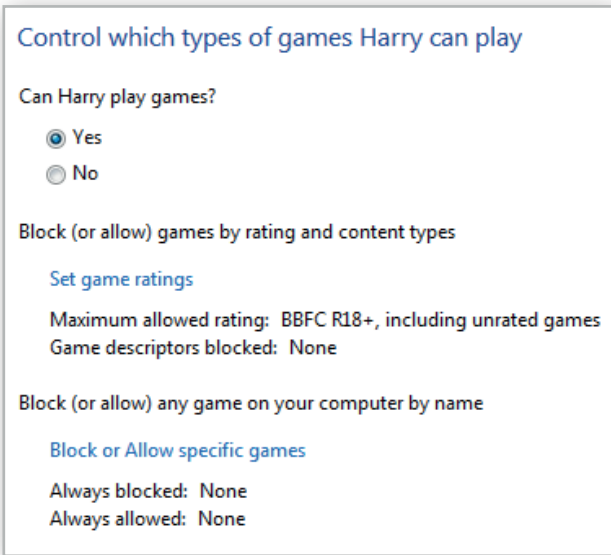 Control which types of games Harry can play
Can Harry play games?
Yes
No
Block (or allow) games by rating and content types
Set game ratings
Maximum allowed rating: BBFC R18+, including unrated games
Game descriptors blocked: None
Block (or allow) any game on your computer by name
Block or Allow specific games
Always blocked: None
Always allowed: None